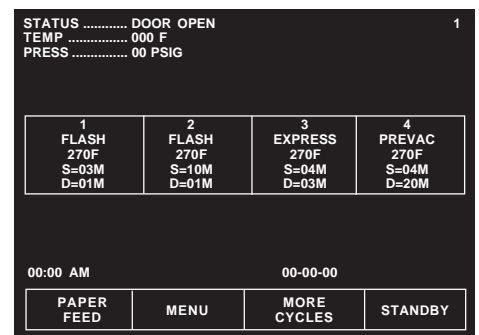 STATUS ............ DOOR OPEN 1
TEMP ................ 000 F
PRESS ............... 00 PSIG
1 2 3 4
FLASH FLASH EXPRESS PREVAC
270F 270F 270F 270F
S=03M S=10M S=04M S=04M
D=01M D=01M D=03M D=20M
00:00 AM 00-00-00
PAPER FEED MENU MORE CYCLES STANDBY